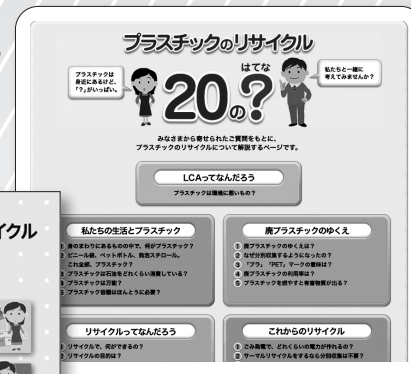 プラスチックのリサイクル
プラスチックは
身近にあるけど、
「?」がいっぱい。
はてな
20の?
私たちと一緒に
考えてみませんか?
みなさまから寄せられたご質問をもとに、
プラスチックのリサイクルについて解説するページです。
LCAってなんだろう
プラスチックは環境に悪いもの?
私たちの生活とプラスチック
① 身のまわりにあるものの中で、何がプラスチック?
② ビニール袋、ペットボトル、発泡スチロール。
これ全部、プラスチック?
③ プラスチックは石油をどれくらい消費している?
④ プラスチックは万能?
⑤ プラスチック容器はほんとうに必要?
廃プラスチックのゆくえ
① 廃プラスチックのゆくえは?
② なぜ分別収集するようになったの?
③ 「プラ」「PET」マークの意味は?
④ 廃プラスチックの利用率は?
⑤ プラスチックを燃やすと有害物質が出る?
リサイクルってなんだろう
① リサイクルで、何ができるの?
② リサイクルの目的は?
これからのリサイクル
① ごみ発電で、どれくらいの電力が作れるの?
② サーマルリサイクルをするなら分別収集は不要?
イクル